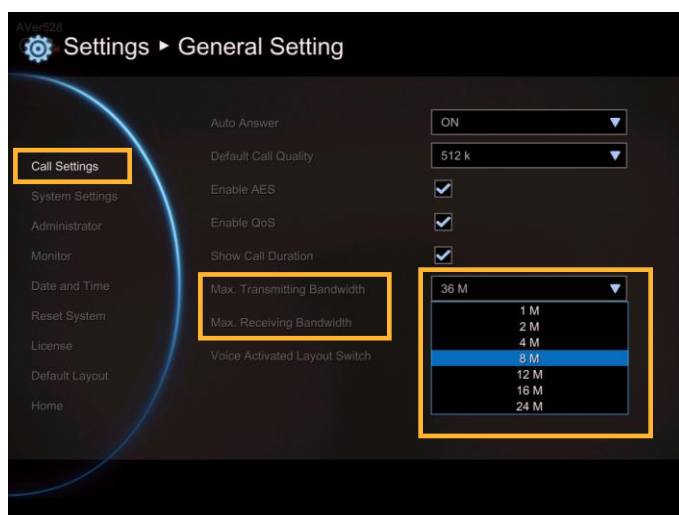 AVer528
Settings ► General Setting
Call Settings
System Settings
Administrator
Monitor
Date and Time
Reset System
License
Default Layout
Home
Auto Answer
ON
Default Call Quality
512 k
Enable AES
Enable QoS
Show Call Duration
Max. Transmitting Bandwidth
36 M
Max. Receiving Bandwidth
Voice Activated Layout Switch
1 M
2 M
4 M
8 M
12 M
16 M
24 M